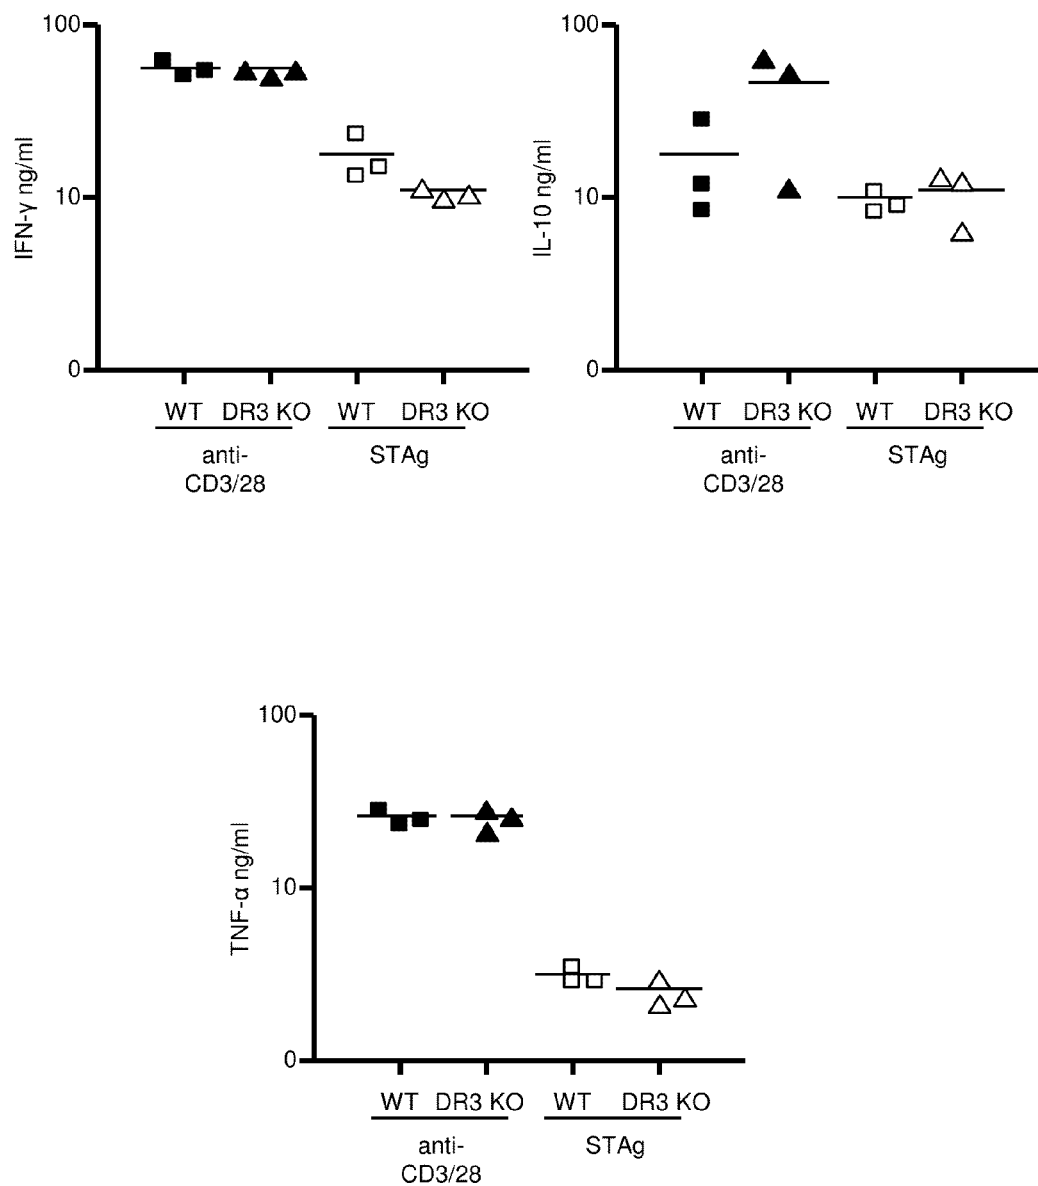 100
10
0
IFN-γ ng/ml
WT DR3 KO WT DR3 KO
anti-
CD3/28
STAg
100
10
0
IL-10 ng/ml
WT DR3 KO WT DR3 KO
anti-
CD3/28
STAg
100
10
0
TNF-α ng/ml
WT DR3 KO WT DR3 KO
anti-
CD3/28
STAg